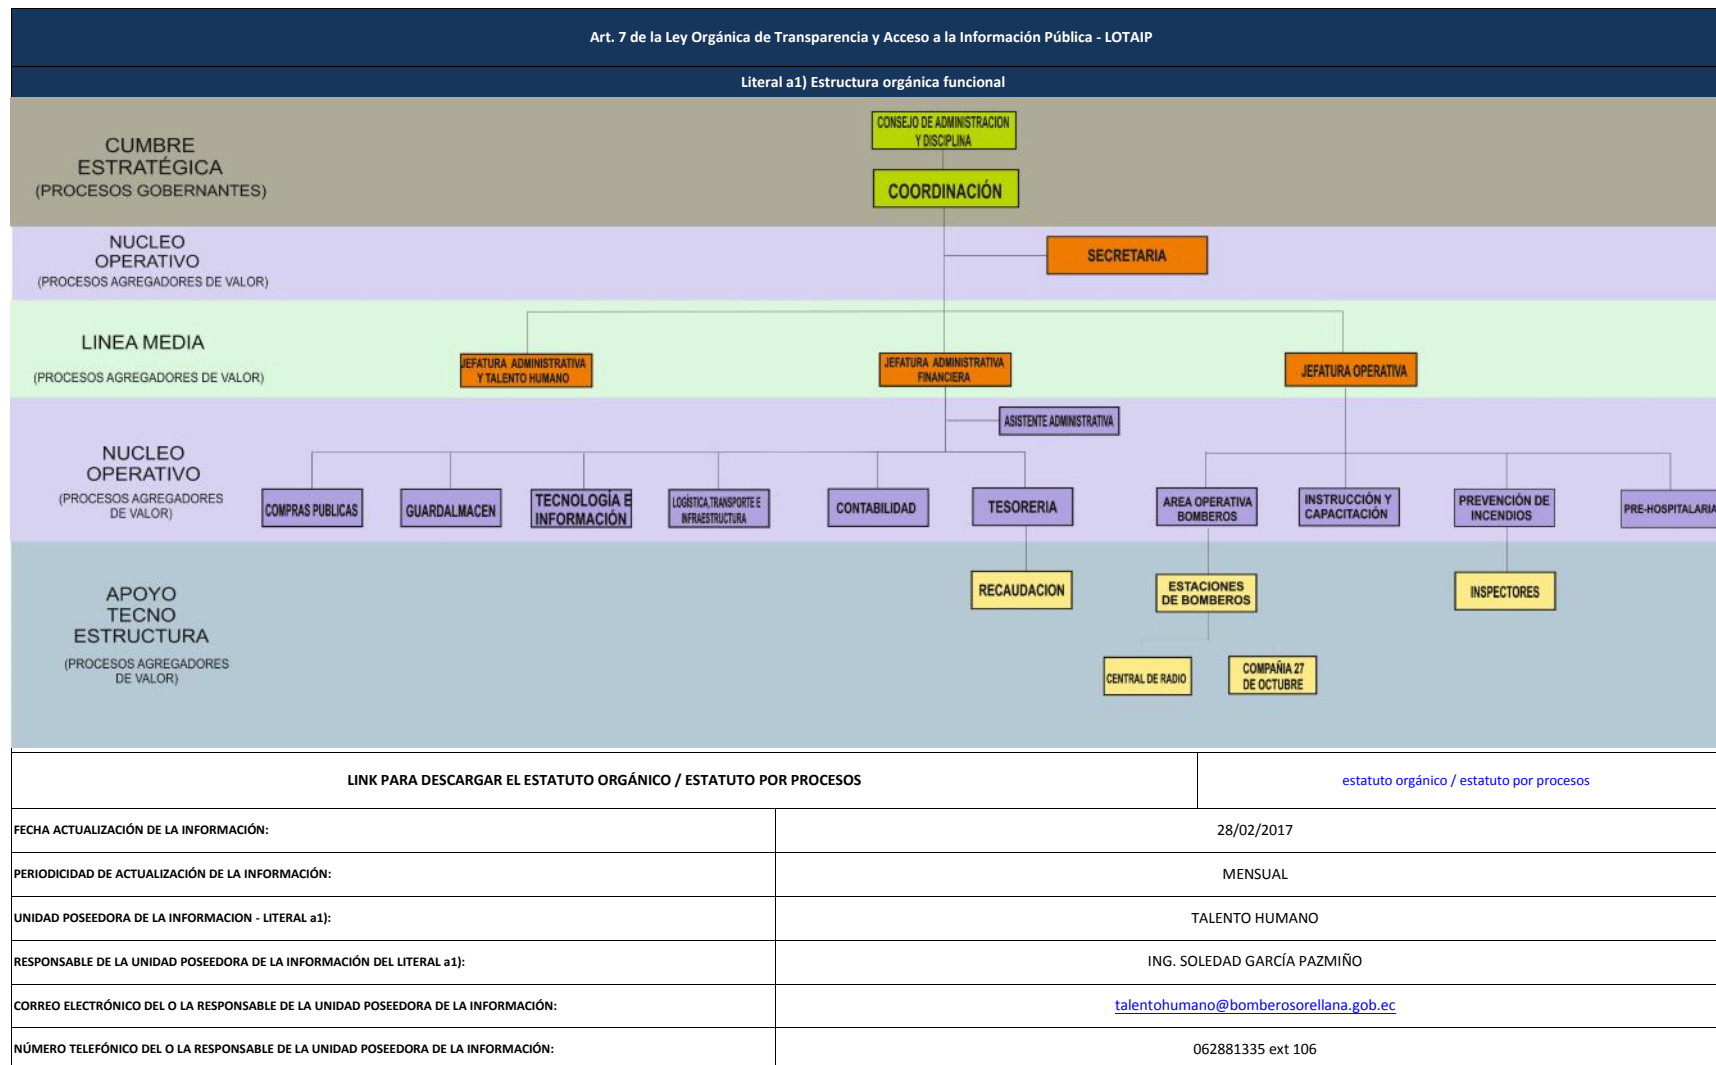 Art. 7 de la Ley Orgánica de Transparencia y Acceso a la Información Pública - LOTAIP
Literal a1) Estructura orgánica funcional
CUMBRE
ESTRATÉGICA
(PROCESOS GOBERNANTES)
CONSEJO DE ADMINISTRACION
Y DISCIPLINA
COORDINACIÓN
NUCLEO
OPERATIVO
(PROCESOS AGREGADORES DE VALOR)
SECRETARIA
LINEA MEDIA
(PROCESOS AGREGADORES DE VALOR)
JEFATURA ADMINISTRATIVA
Y TALENTO HUMANO
JEFATURA ADMINISTRATIVA
FINANCIERA
JEFATURA OPERATIVA
NUCLEO
OPERATIVO
(PROCESOS AGREGADORES
DE VALOR)
ASISTENTE ADMINISTRATIVA
COMPRAS PUBLICAS
GUARDALMACEN
TECNOLOGÍA E
INFORMACIÓN
LOGÍSTICA,TRANSPORTE E
INFRAESTRUCTURA
CONTABILIDAD
TESORERIA
AREA OPERATIVA
BOMBEROS
INSTRUCCIÓN Y
CAPACITACIÓN
PREVENCIÓN DE
INCENDIOS
PRE-HOSPITALARIA
APOYO
TECNO
ESTRUCTURA
(PROCESOS AGREGADORES
DE VALOR)
RECAUDACION
ESTACIONES
DE BOMBEROS
INSPECTORES
CENTRAL DE RADIO
COMPAÑIA 27
DE OCTUBRE
LINK PARA DESCARGAR EL ESTATUTO ORGÁNICO / ESTATUTO POR PROCESOS
estatuto orgánico / estatuto por procesos
FECHA ACTUALIZACIÓN DE LA INFORMACIÓN:
28/02/2017
PERIODICIDAD DE ACTUALIZACIÓN DE LA INFORMACIÓN:
MENSUAL
UNIDAD POSEEDORA DE LA INFORMACION - LITERAL a1):
TALENTO HUMANO
RESPONSABLE DE LA UNIDAD POSEEDORA DE LA INFORMACIÓN DEL LITERAL a1):
ING. SOLEDAD GARCÍA PAZMIÑO
CORREO ELECTRÓNICO DEL O LA RESPONSABLE DE LA UNIDAD POSEEDORA DE LA INFORMACIÓN:
talentohumano@bomberosorellana.gob.ec
NÚMERO TELEFÓNICO DEL O LA RESPONSABLE DE LA UNIDAD POSEEDORA DE LA INFORMACIÓN:
062881335 ext 106